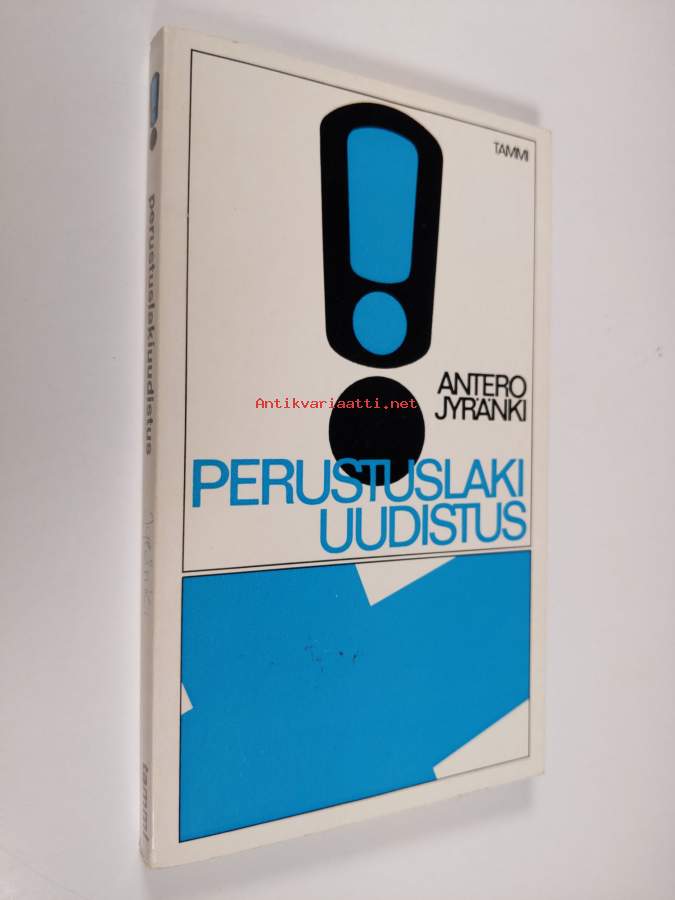 TAMMI
ANTERO
JYRÄNKI
PERUSTUSLAKI
UUDISTUS
perustuslakiuudistus
tammi
Antikvariaatti.net